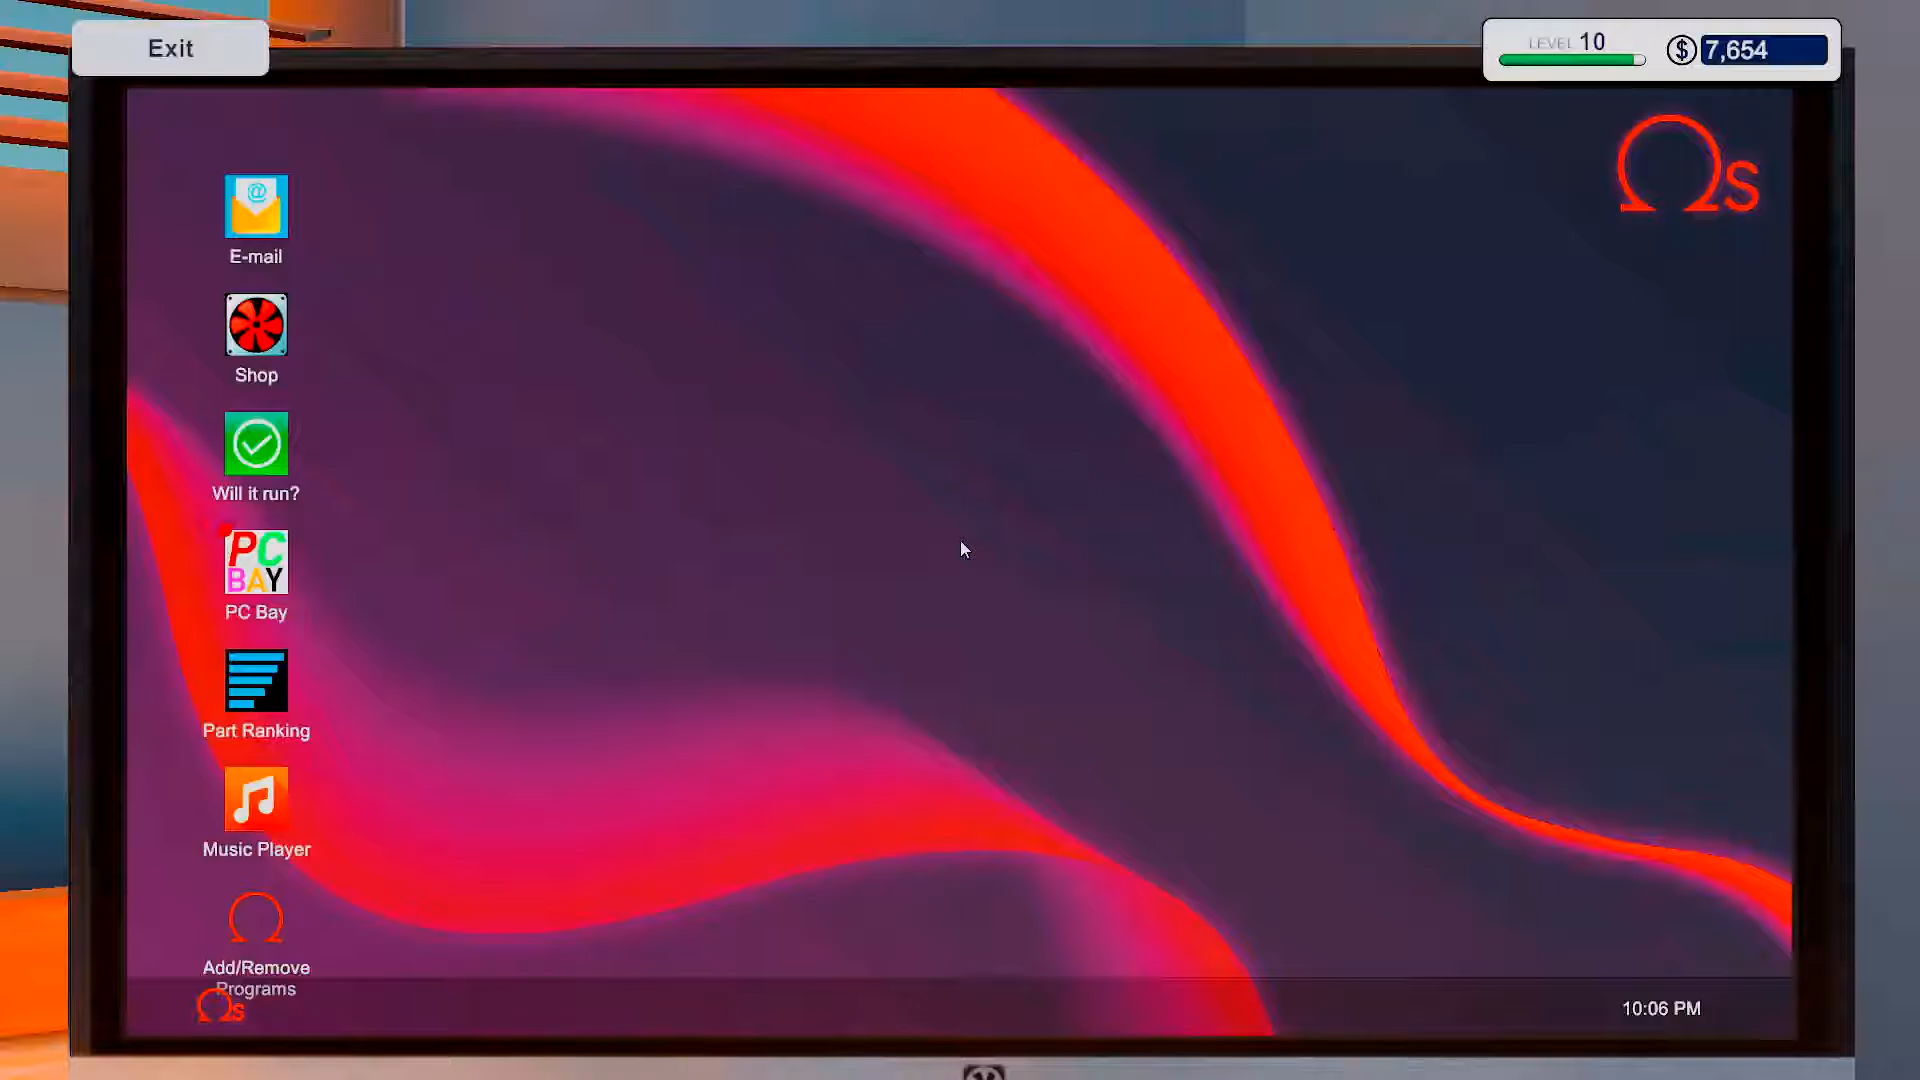 Exit
LEVEL 10
$ 7,654
Ωs
@
E-mail
Shop
Will it run?
PC
BAY
PC Bay
Part Ranking
Music Player
Add/Remove
Programs
Ωs
10:06 PM